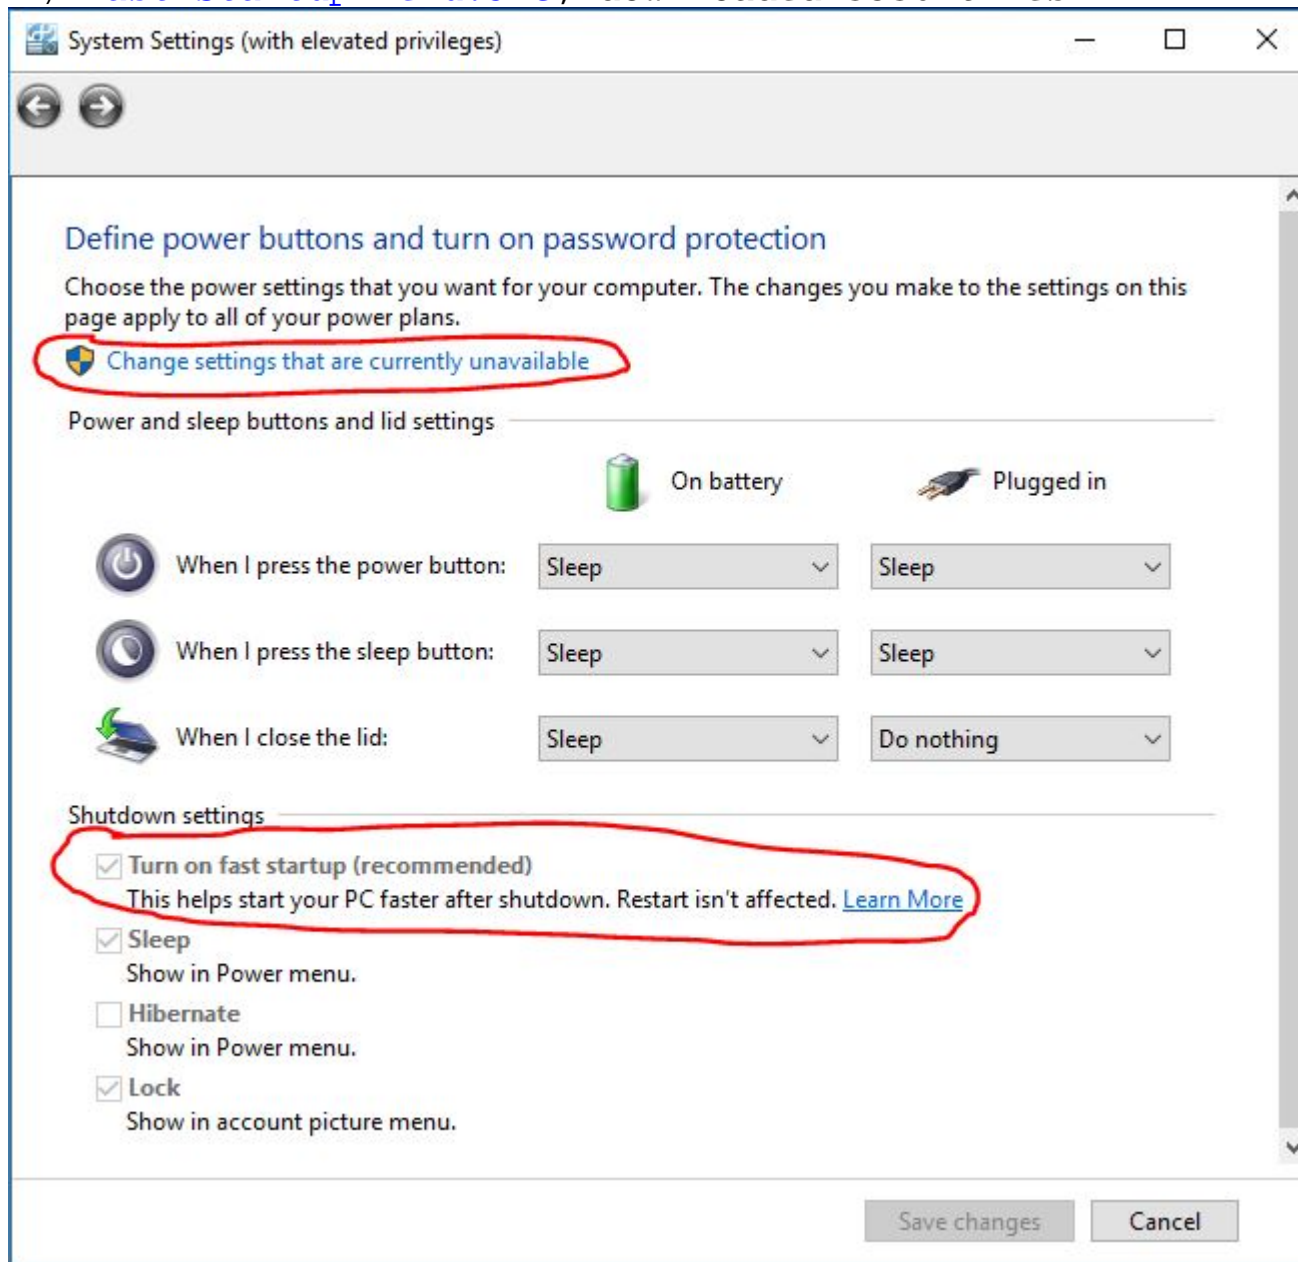 System Settings (with elevated privileges)
Define power buttons and turn on password protection
Choose the power settings that you want for your computer. The changes you make to the settings on this
page apply to all of your power plans.
Change settings that are currently unavailable
Power and sleep buttons and lid settings
On battery Plugged in
When I press the power button: Sleep Sleep
When I press the sleep button: Sleep Sleep
When I close the lid: Sleep Do nothing
Shutdown settings
Turn on fast startup (recommended)
This helps start your PC faster after shutdown. Restart isn't affected. Learn More
Sleep
Show in Power menu.
Hibernate
Show in Power menu.
Lock
Show in account picture menu.
Save changes Cancel